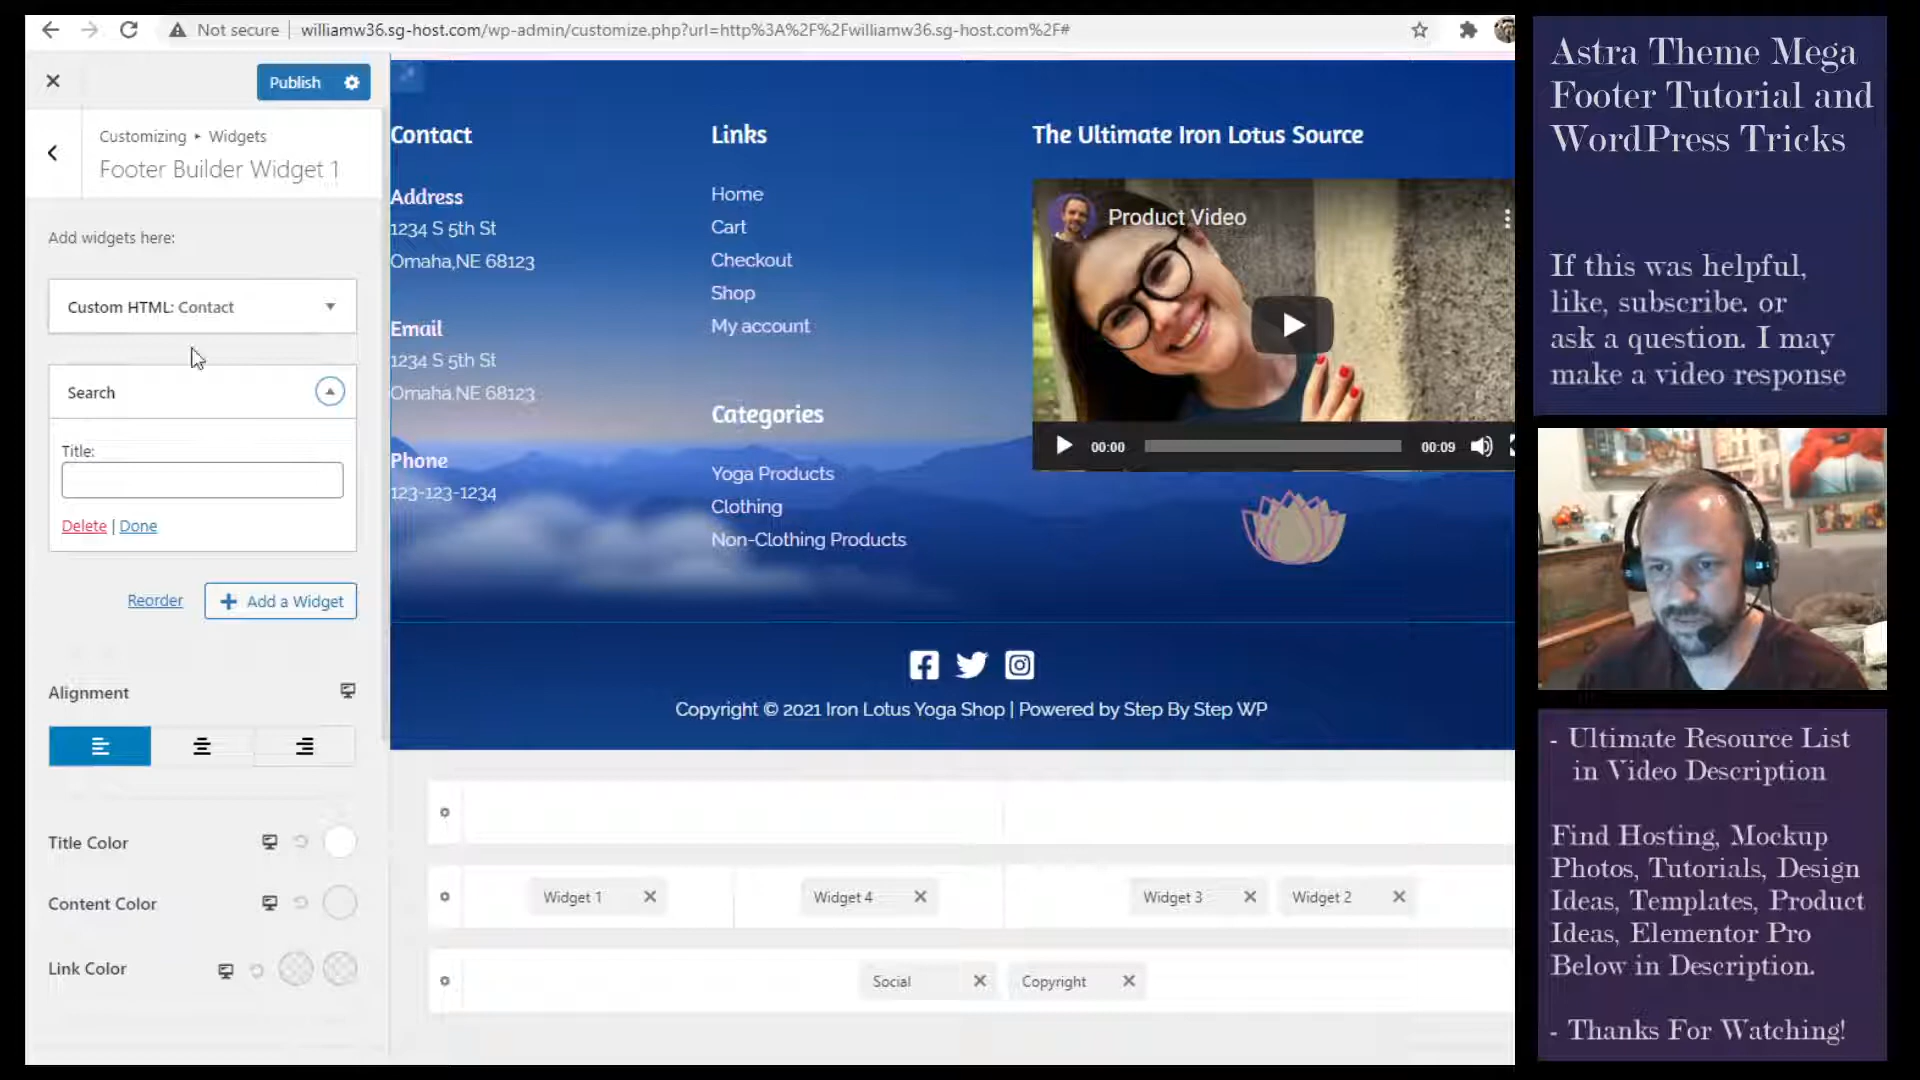 Not secure
williamw36.sg-host.com/wp-admin/customize.php?url=http%3A%2F%2Fwilliamw36.sg-host.com%2F#
Publish
Customizing ▸ Widgets
Footer Builder Widget 1
Add widgets here:
Custom HTML: Contact
Search
Title:
Delete | Done
Reorder
Add a Widget
Alignment
Title Color
Content Color
Link Color
Contact
Address
1234 S 5th St
Omaha,NE 68123
Email
1234 S 5th St
Omaha,NE 68123
Phone
123-123-1234
Links
Home
Cart
Checkout
Shop
My account
Categories
Yoga Products
Clothing
Non-Clothing Products
The Ultimate Iron Lotus Source
Product Video
00:00
00:09
Copyright © 2021 Iron Lotus Yoga Shop | Powered by Step By Step WP
Widget 1
Widget 4
Widget 3
Widget 2
Social
Copyright
Astra Theme Mega
Footer Tutorial and
WordPress Tricks
If this was helpful,
like, subscribe. or
ask a question. I may
make a video response
- Ultimate Resource List
in Video Description
Find Hosting, Mockup
Photos, Tutorials, Design
Ideas, Templates, Product
Ideas, Elementor Pro
Below in Description.
- Thanks For Watching!